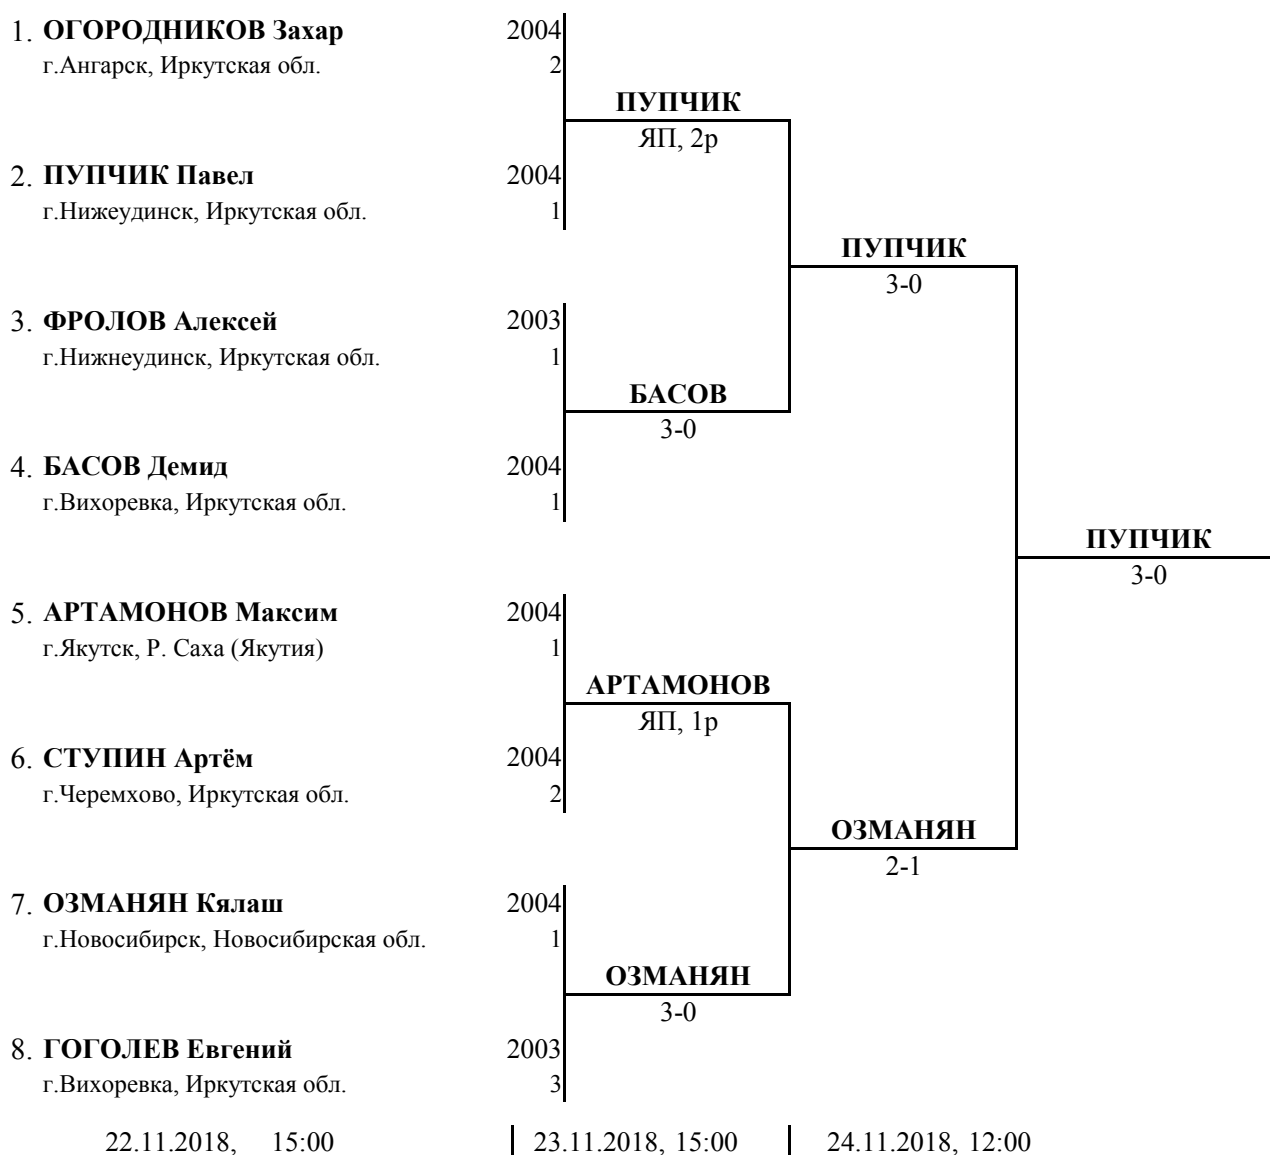 1. ОГОРОДНИКОВ Захар 2004
г.Ангарск, Иркутская обл. 2
ПУПЧИК
ЯП, 2р
2. ПУПЧИК Павел 2004
г.Нижеудинск, Иркутская обл. 1
ПУПЧИК
3-0
3. ФРОЛОВ Алексей 2003
г.Нижнеудинск, Иркутская обл. 1
БАСОВ
3-0
4. БАСОВ Демид 2004
г.Вихоревка, Иркутская обл. 1
ПУПЧИК
3-0
5. АРТАМОНОВ Максим 2004
г.Якутск, Р. Саха (Якутия) 1
АРТАМОНОВ
ЯП, 1р
6. СТУПИН Артём 2004
г.Черемхово, Иркутская обл. 2
ОЗМАНЯН
2-1
7. ОЗМАНЯН Кялаш 2004
г.Новосибирск, Новосибирская обл. 1
ОЗМАНЯН
3-0
8. ГОГОЛЕВ Евгений 2003
г.Вихоревка, Иркутская обл. 3
22.11.2018, 15:00 23.11.2018, 15:00 24.11.2018, 12:00